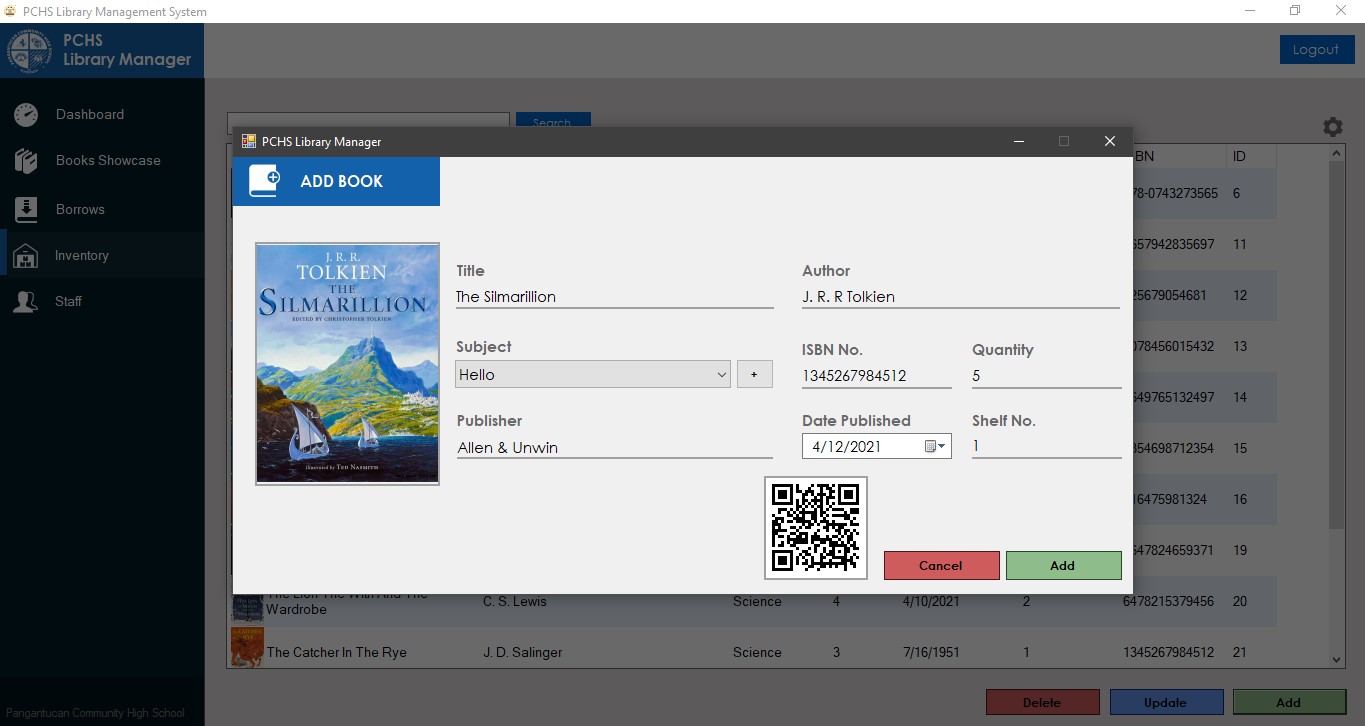 PCHS Library Management System
PCHS
Library Manager
Logout
Dashboard
Books Showcase
Borrows
Inventory
Staff
Pangantucan Community High School
Search
PCHS Library Manager
ADD BOOK
J. R. R.
TOLKIEN
THE
SILMARILLION
EDITED BY CHRISTOPHER TOLKIEN
Illustrated by TED NASMITH
Title
The Silmarillion
Author
J. R. R Tolkien
Subject
Hello
+
ISBN No.
1345267984512
Quantity
5
Publisher
Allen & Unwin
Date Published
4/12/2021
Shelf No.
1
Cancel
Add
BN ID
78-0743273565 6
657942835697 11
25679054681 12
078456015432 13
649765132497 14
354698712354 15
16475981324 16
647824659371 19
The Lion The With And The
Wardrobe C. S. Lewis Science 4 4/10/2021 2 6478215379456 20
The Catcher In The Rye J. D. Salinger Science 3 7/16/1951 1 1345267984512 21
Delete
Update
Add